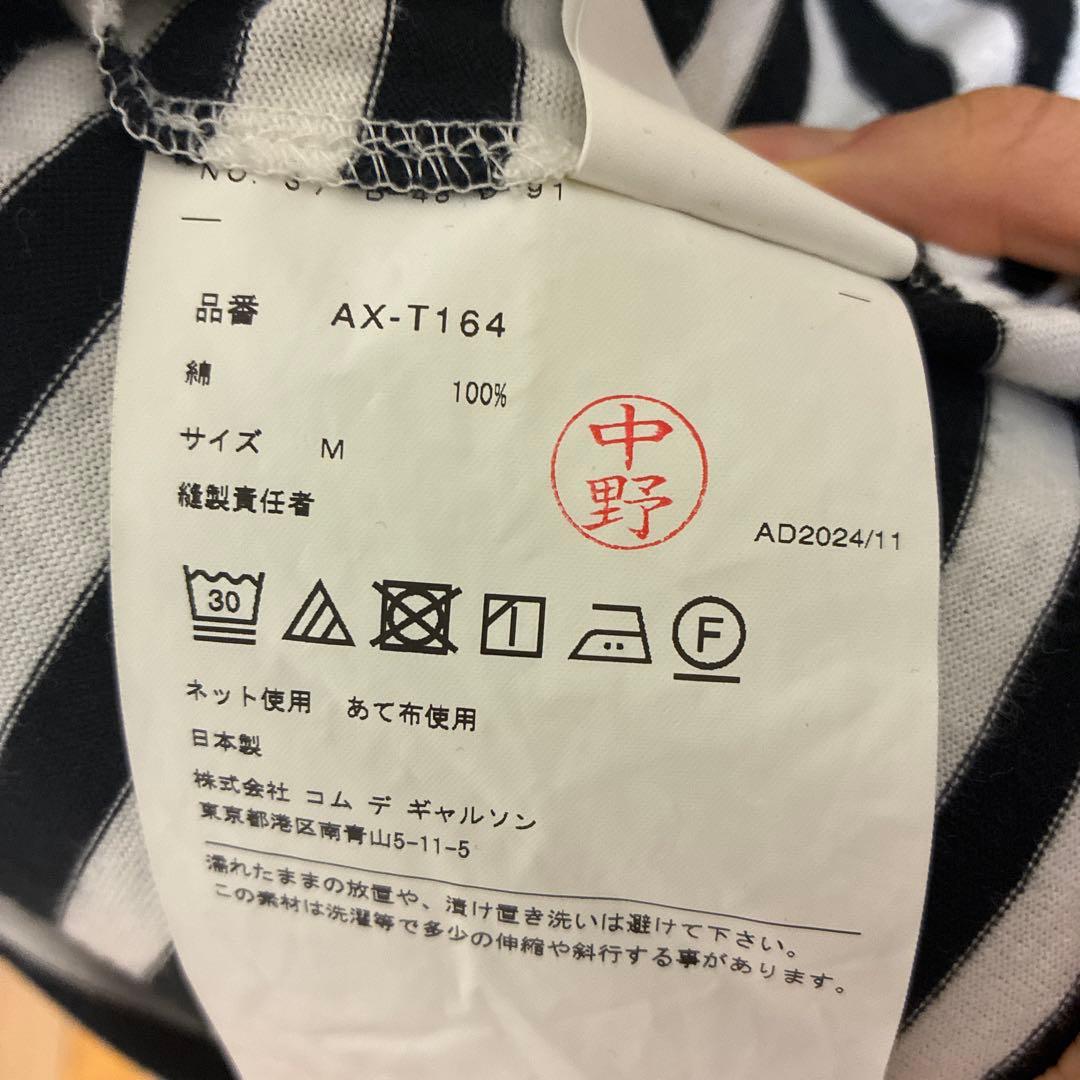 品番 AX-T164
綿 100%
サイズ M
縫製責任者
中野
AD2024/11
30
F
ネット使用 あて布使用
日本製
株式会社 コム デ ギャルソン
東京都港区南青山5-11-5
濡れたままの放置や、漬け置き洗いは避けて下さい。
この素材は洗濯等で多少の伸縮や斜行する事があります。